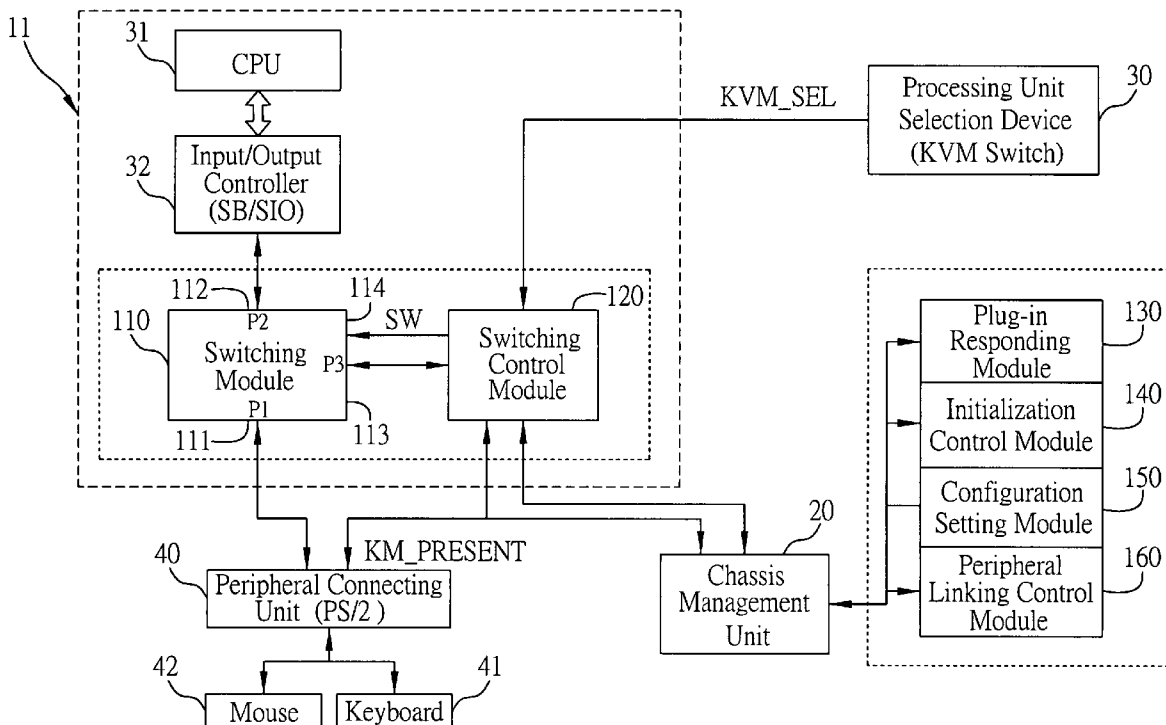 11
31
CPU
KVM_SEL
Processing Unit
Selection Device
(KVM Switch)
30
32
Input/Output
Controller
(SB/SIO)
112
114
120
110
P2
SW
Switching
Module
P3
Switching
Control
Module
P1
111
113
Plug-in
Responding
Module
130
Initialization
Control Module
140
Configuration
Setting Module
150
Peripheral
Linking Control
Module
160
KM_PRESENT
20
40
Peripheral Connecting
Unit (PS/2 )
Chassis
Management
Unit
42
Mouse
Keyboard
41